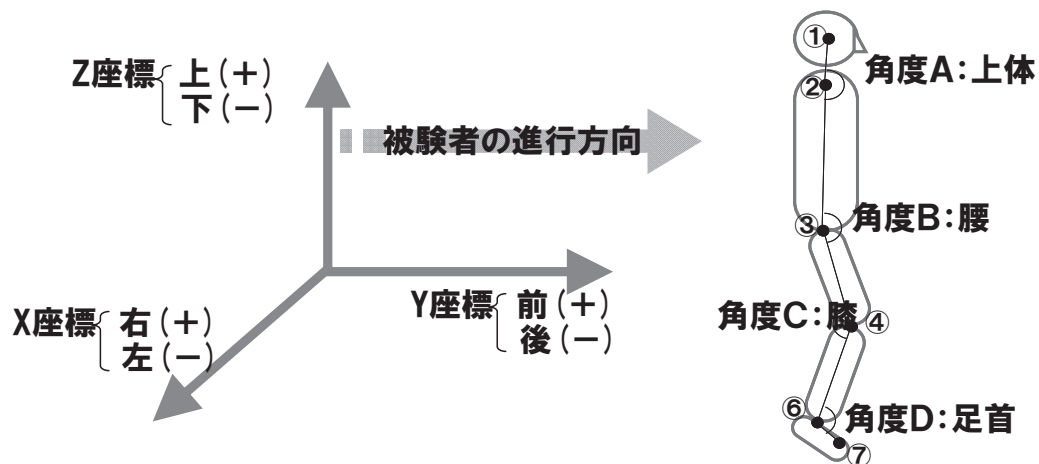 Z座標 上(+)
下(−)
被験者の進行方向
X座標 右(+)
左(−)
Y座標 前(+)
後(−)
①
角度A:上体
②
③
角度B:腰
角度C:膝
④
⑥
角度D:足首
⑦